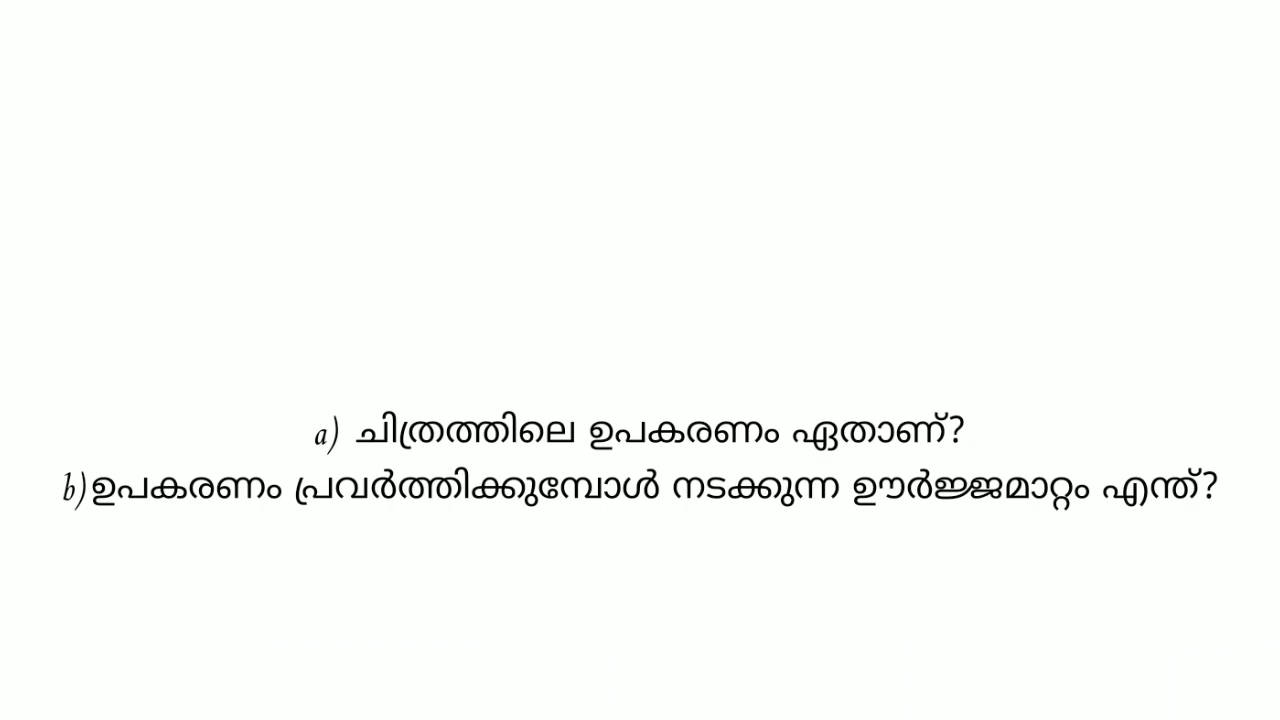 a) ചിത്രത്തിലെ ഉപകരണം ഏതാണ്?
b)ഉപകരണം പ്രവർത്തിക്കുമ്പോൾ നടക്കുന്ന ഊർജ്ജമാറ്റം എന്ത്?